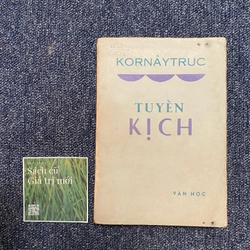 KORNÂYTRUC
TUYỂN
KỊCH
VĂN HỌC
Sách cũ
Giá trị mới